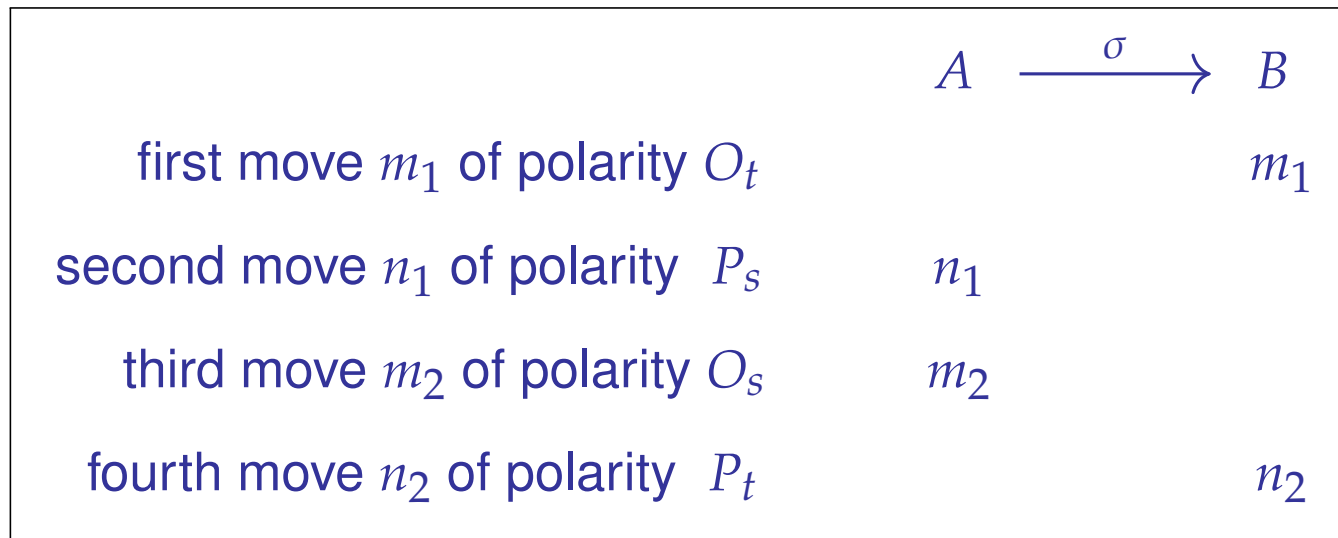 A σ⟶ B
first move m₁ of polarity Oₜ m₁
second move n₁ of polarity Pₛ n₁
third move m₂ of polarity Oₛ m₂
fourth move n₂ of polarity Pₜ n₂